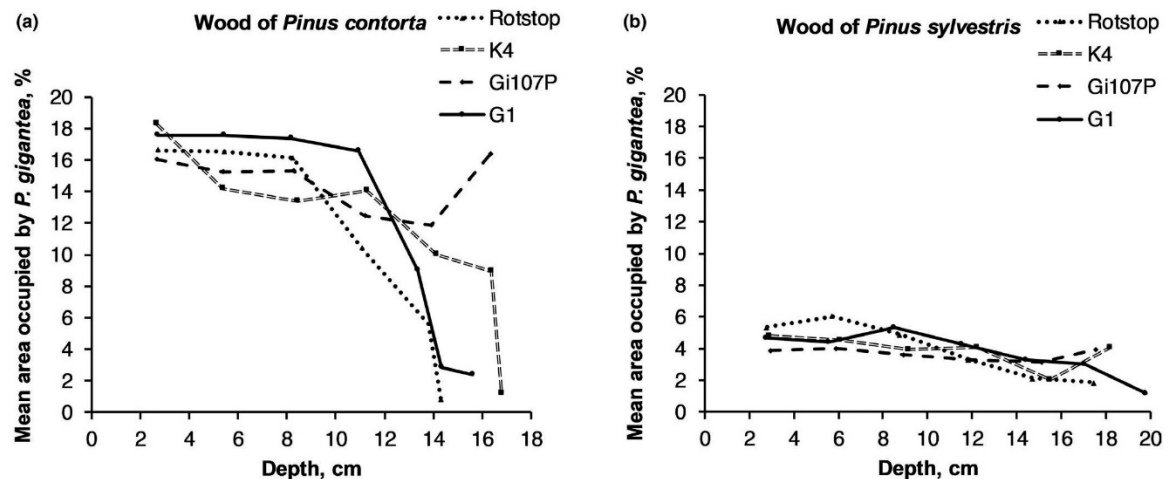 (a)
Wood of Pinus contorta
Rotstop
K4
Gi107P
G1
Mean area occupied by P. gigantea, %
20
18
16
14
12
10
8
6
4
2
0
0 2 4 6 8 10 12 14 16 18
Depth, cm
(b)
Wood of Pinus sylvestris
Rotstop
K4
Gi107P
G1
Mean area occupied by P. gigantea, %
20
18
16
14
12
10
8
6
4
2
0
0 2 4 6 8 10 12 14 16 18 20
Depth, cm